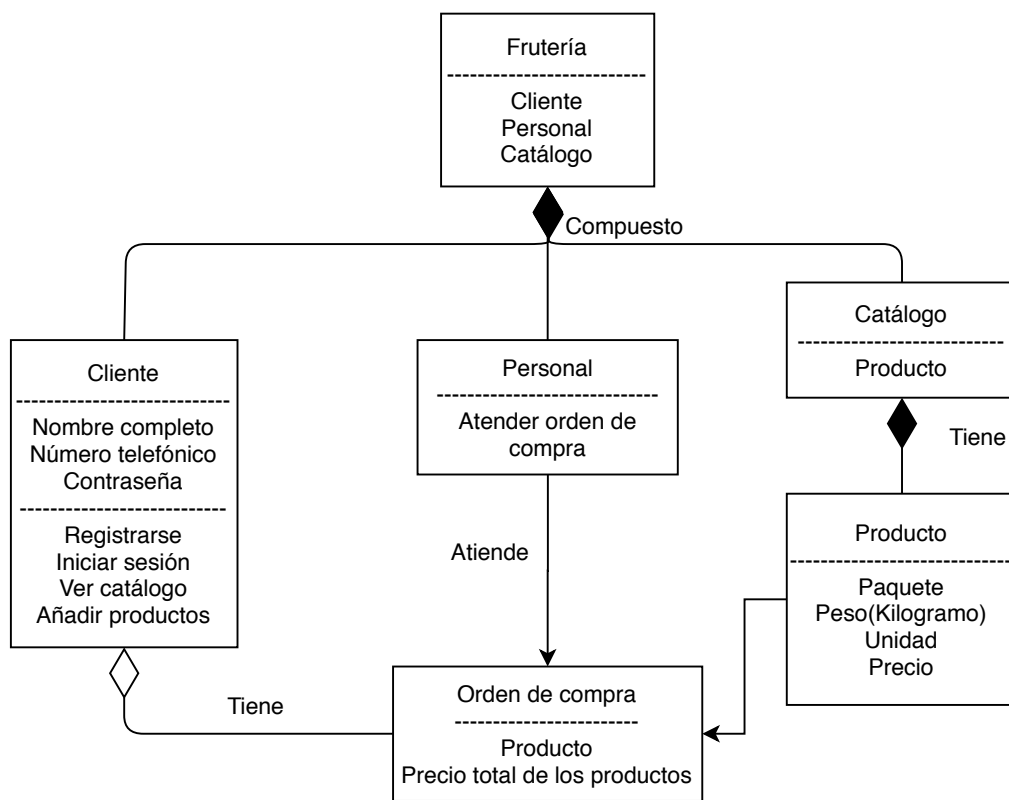 Frutería
Cliente
Personal
Catálogo
Compuesto
Cliente
Nombre completo
Número telefónico
Contraseña
Registrarse
Iniciar sesión
Ver catálogo
Añadir productos
Personal
Atender orden de
compra
Catálogo
Producto
Tiene
Producto
Paquete
Peso(Kilogramo)
Unidad
Precio
Atiende
Tiene
Orden de compra
Producto
Precio total de los productos